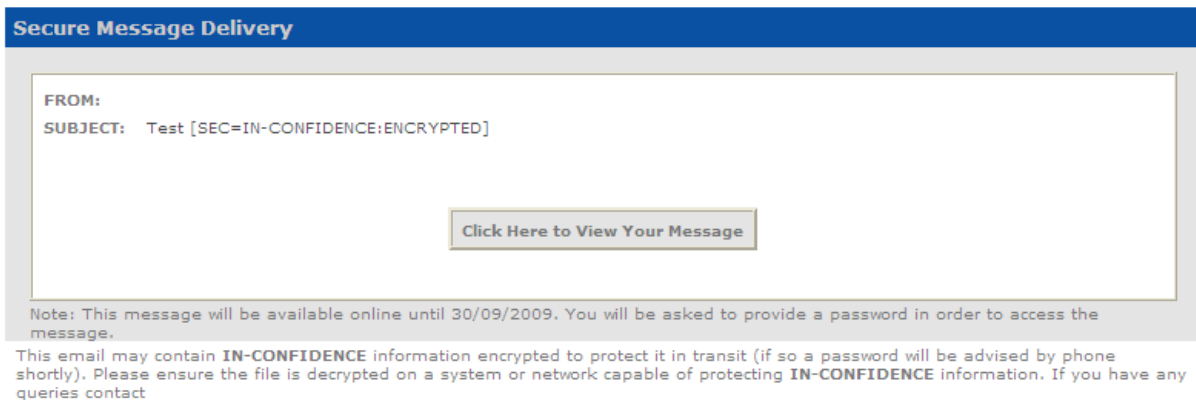 Secure Message Delivery
FROM:
SUBJECT: Test [SEC=IN-CONFIDENCE:ENCRYPTED]
Click Here to View Your Message
Note: This message will be available online until 30/09/2009. You will be asked to provide a password in order to access the
message.
This email may contain IN-CONFIDENCE information encrypted to protect it in transit (if so a password will be advised by phone
shortly). Please ensure the file is decrypted on a system or network capable of protecting IN-CONFIDENCE information. If you have any
queries contact